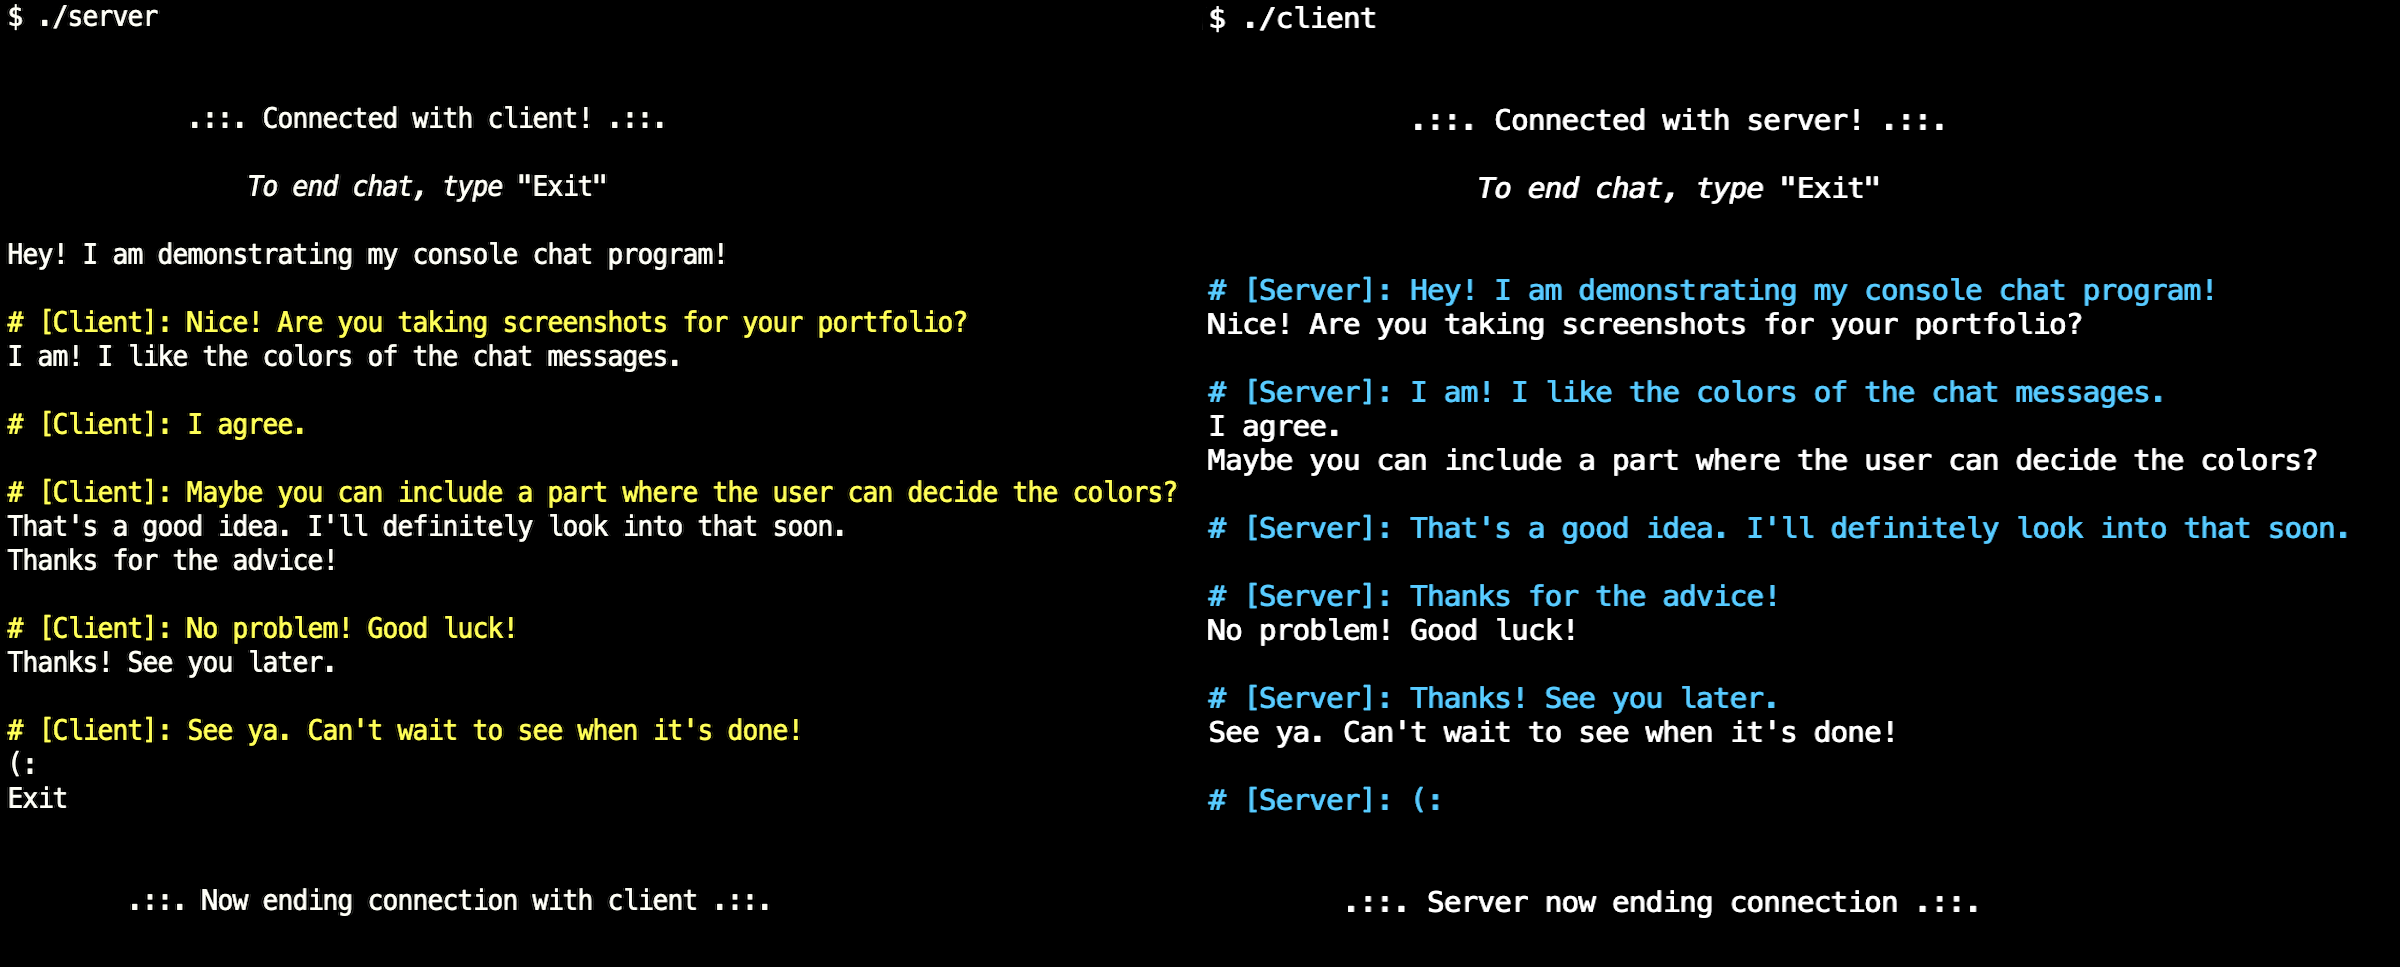 $ ./server
.::. Connected with client! .::.
To end chat, type "Exit"
Hey! I am demonstrating my console chat program!
# [Client]: Nice! Are you taking screenshots for your portfolio?
I am! I like the colors of the chat messages.
# [Client]: I agree.
# [Client]: Maybe you can include a part where the user can decide the colors?
That's a good idea. I'll definitely look into that soon.
Thanks for the advice!
# [Client]: No problem! Good luck!
Thanks! See you later.
# [Client]: See ya. Can't wait to see when it's done!
(:
Exit
.::. Now ending connection with client .::.
$ ./client
.::. Connected with server! .::.
To end chat, type "Exit"
# [Server]: Hey! I am demonstrating my console chat program!
Nice! Are you taking screenshots for your portfolio?
# [Server]: I am! I like the colors of the chat messages.
I agree.
Maybe you can include a part where the user can decide the colors?
# [Server]: That's a good idea. I'll definitely look into that soon.
# [Server]: Thanks for the advice!
No problem! Good luck!
# [Server]: Thanks! See you later.
See ya. Can't wait to see when it's done!
# [Server]: (:
.::. Server now ending connection .::.